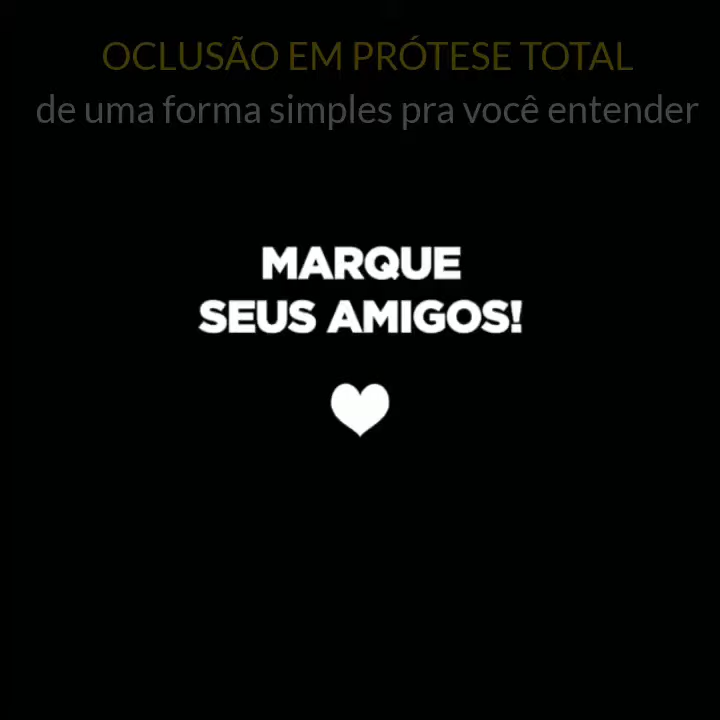 OCLUSÃO EM PRÓTESE TOTAL
de uma forma simples pra você entender
MARQUE
SEUS AMIGOS!